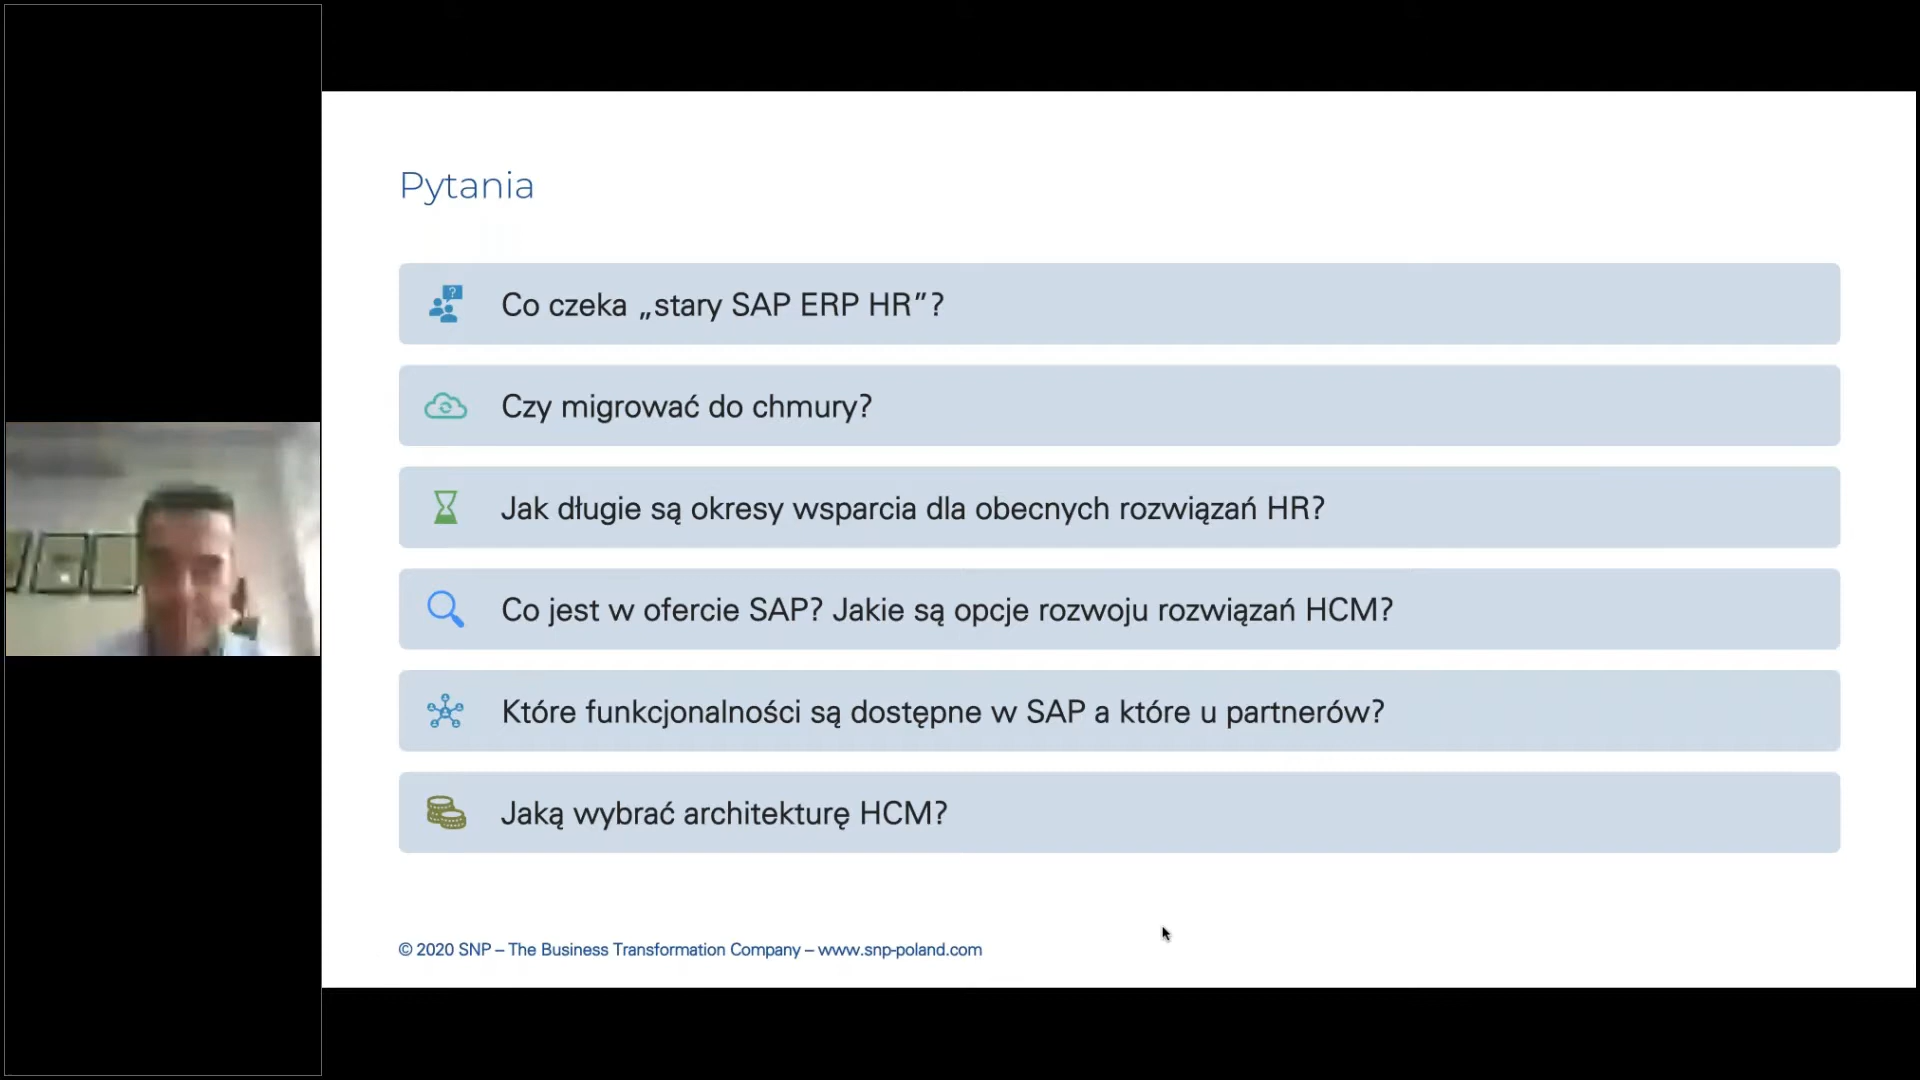 Pytania
Co czeka „stary SAP ERP HR”?
Czy migrować do chmury?
Jak długie są okresy wsparcia dla obecnych rozwiązań HR?
Co jest w ofercie SAP? Jakie są opcje rozwoju rozwiązań HCM?
Które funkcjonalności są dostępne w SAP a które u partnerów?
Jaką wybrać architekturę HCM?
© 2020 SNP – The Business Transformation Company – www.snp-poland.com